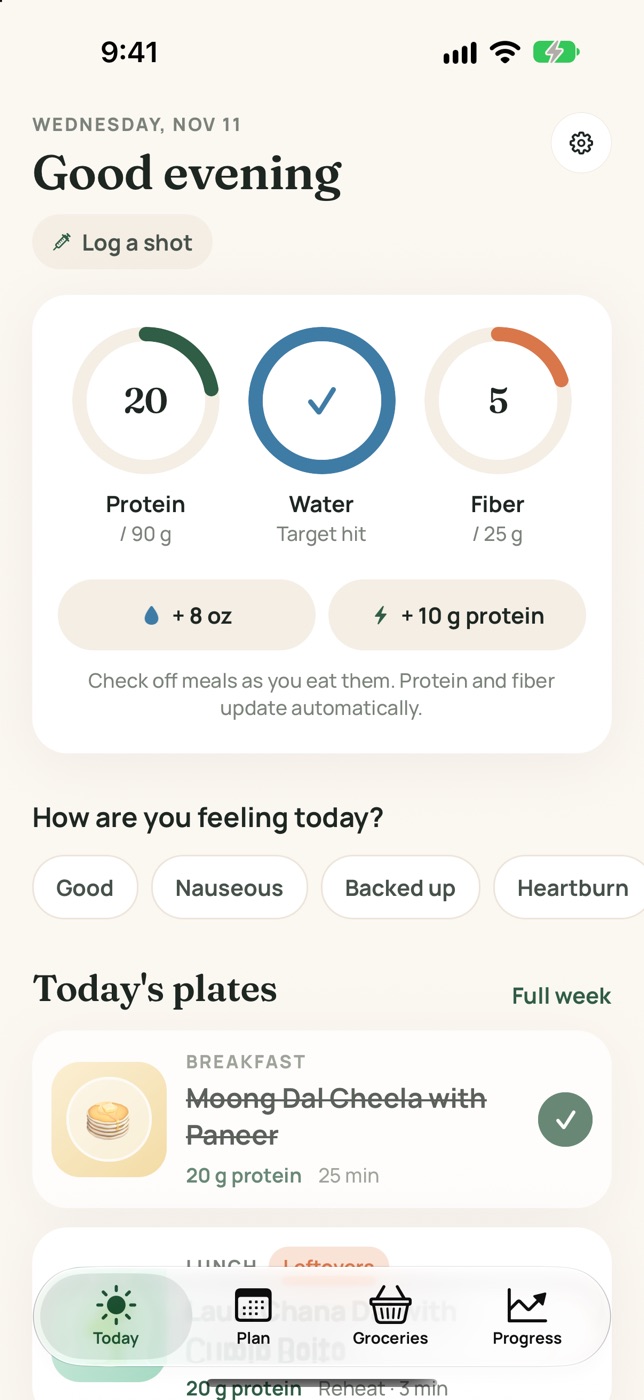 9:41
WEDNESDAY, NOV 11
Good evening
Log a shot
20
5
Protein
Water
Fiber
/ 90 g
Target hit
/ 25 g
+ 8 oz
+ 10 g protein
Check off meals as you eat them. Protein and fiber
update automatically.
How are you feeling today?
Good
Nauseous
Backed up
Heartburn
Today's plates
Full week
BREAKFAST
Moong Dal Cheela with
Paneer
20 g protein
25 min
LUNCH
Leftovers
Chana
with
Today
Plan
Groceries
Progress
20 g protein
Reheat · 3 min